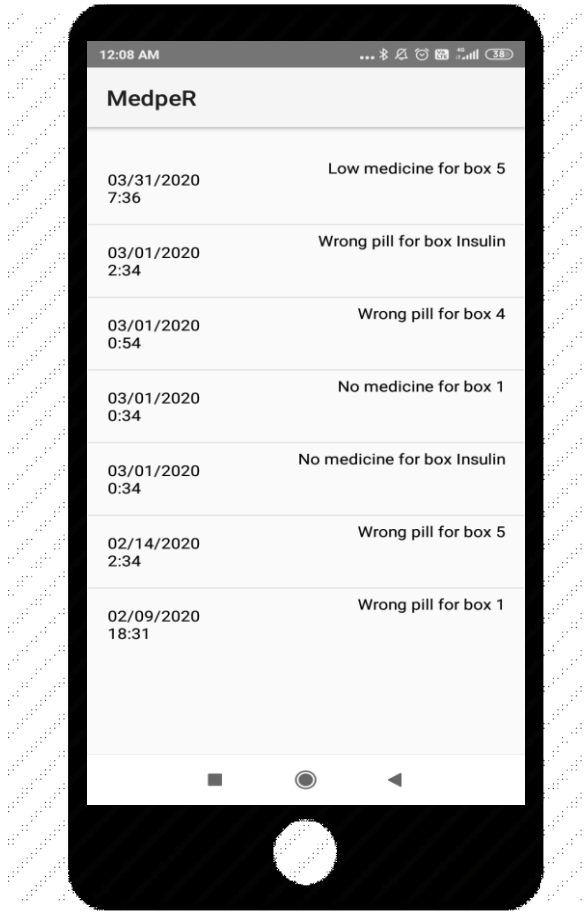 12:08 AM
4G
38
MedpeR
Low medicine for box 5
03/31/2020
7:36
Wrong pill for box Insulin
03/01/2020
2:34
Wrong pill for box 4
03/01/2020
0:54
No medicine for box 1
03/01/2020
0:34
No medicine for box Insulin
03/01/2020
0:34
Wrong pill for box 5
02/14/2020
2:34
Wrong pill for box 1
02/09/2020
18:31